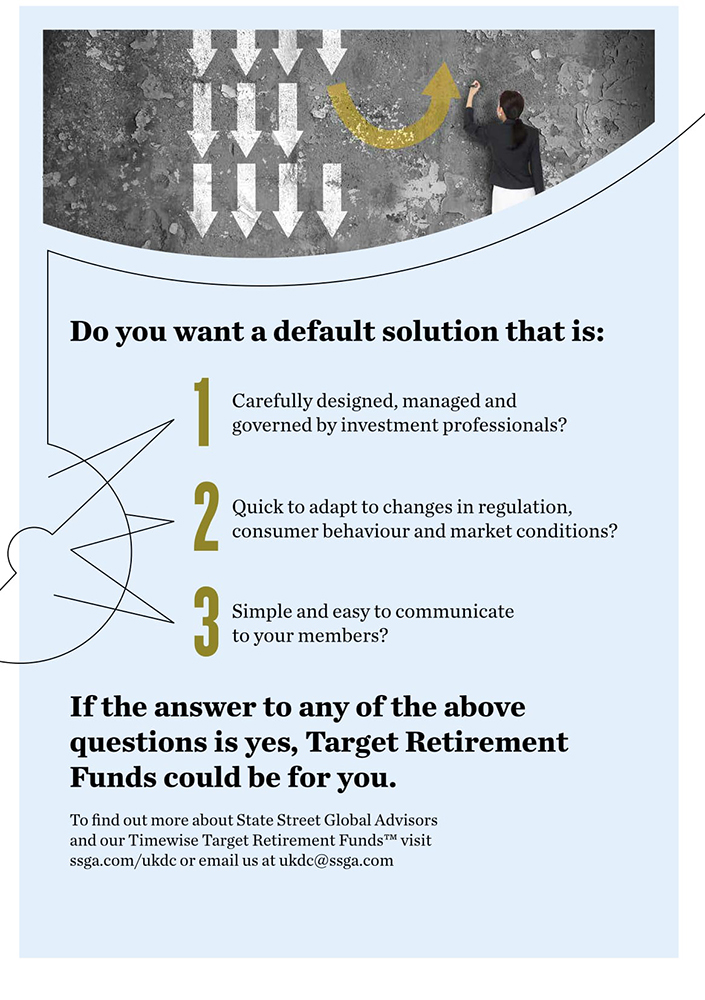 Do you want a default solution that is:
1
Carefully designed, managed and
governed by investment professionals?
2
Quick to adapt to changes in regulation,
consumer behaviour and market conditions?
3
Simple and easy to communicate
to your members?
If the answer to any of the above
questions is yes, Target Retirement
Funds could be for you.
To find out more about State Street Global Advisors
and our Timewise Target Retirement Funds™ visit
ssga.com/ukdc or email us at ukdc@ssga.com